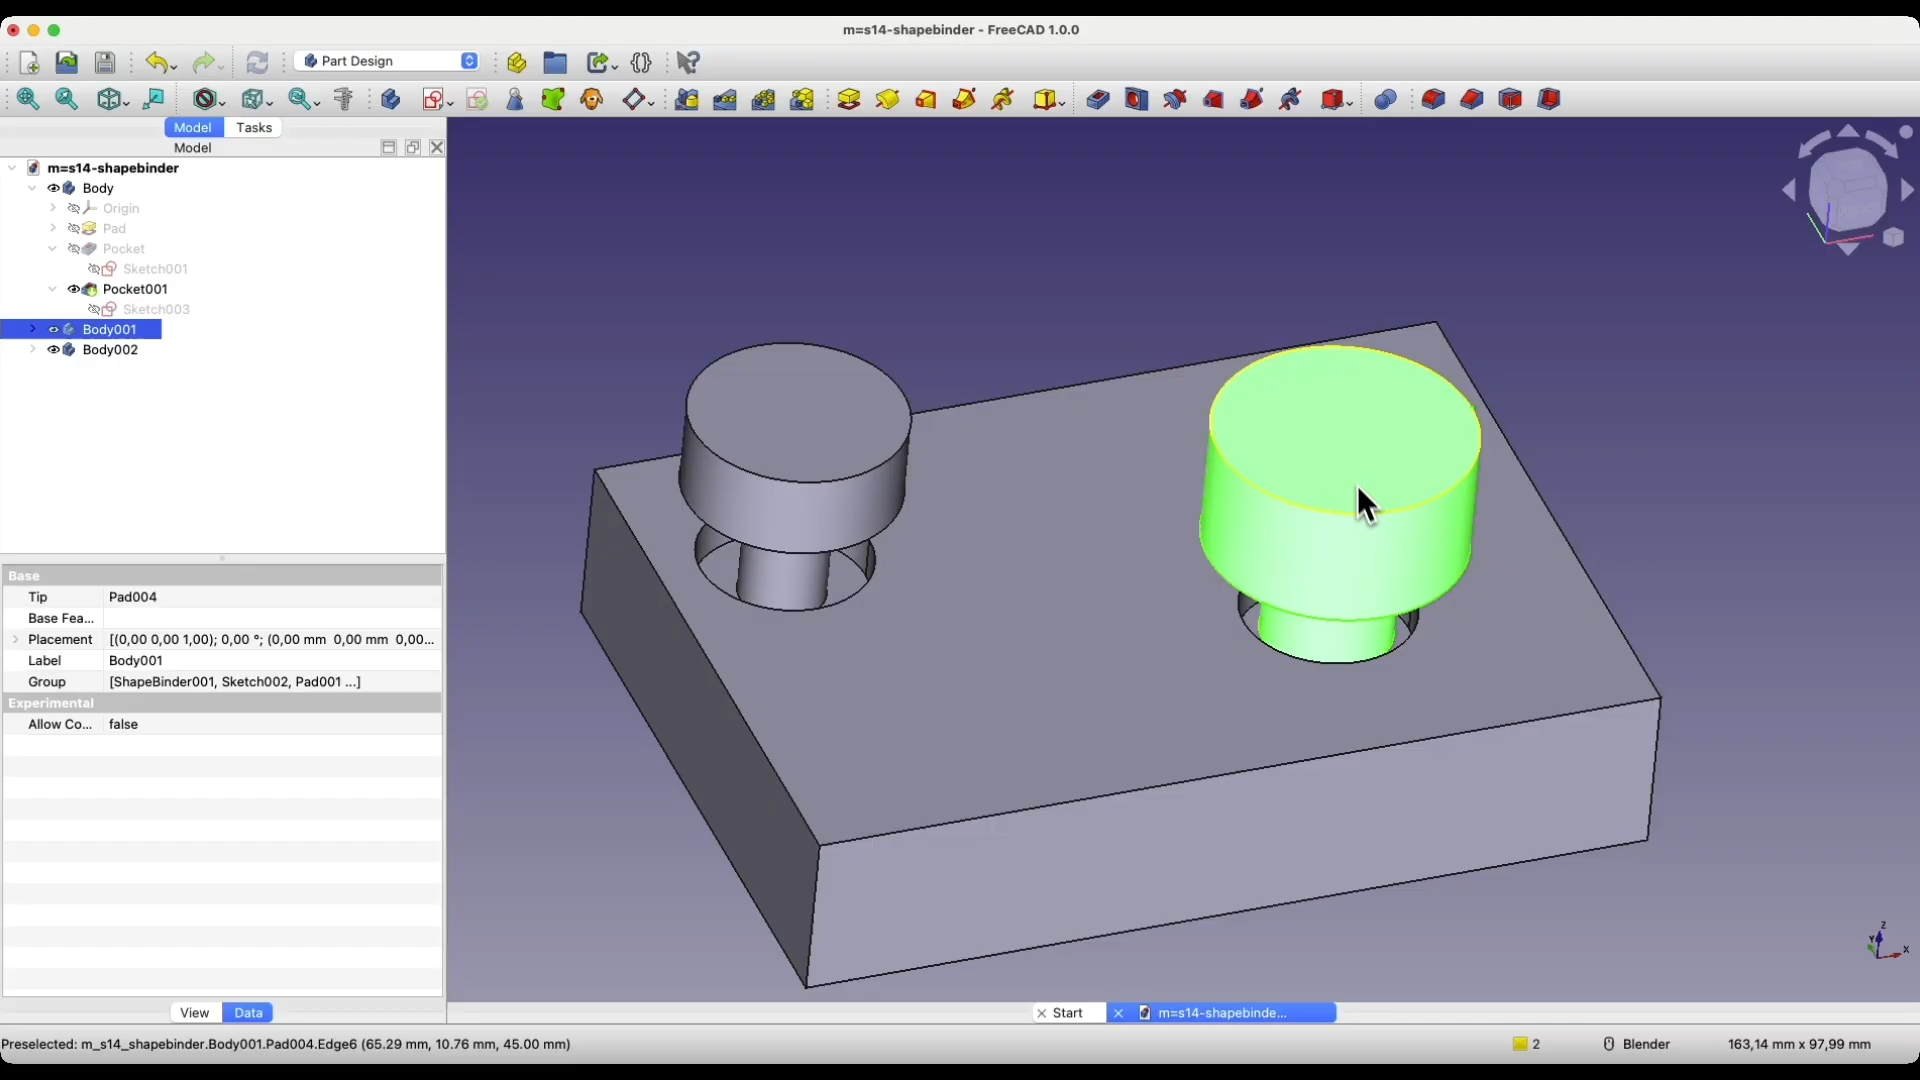 m=s14-shapebinder - FreeCAD 1.0.0
Part Design
Model
Tasks
Model
m=s14-shapebinder
Body
Origin
Pad
Pocket
Sketch001
Pocket001
Sketch003
Body001
Body002
Base
Tip Pad004
Base Fea...
Placement [(0,00 0,00 1,00); 0,00 °; (0,00 mm 0,00 mm 0,00...
Label Body001
Group [ShapeBinder001, Sketch002, Pad001 ...]
Experimental
Allow Co... false
Z
Y
X
View
Data
Start
m=s14-shapebinde...
Preselected: m_s14_shapebinder.Body001.Pad004.Edge6 (65.29 mm, 10.76 mm, 45.00 mm)
2
Blender
163,14 mm x 97,99 mm